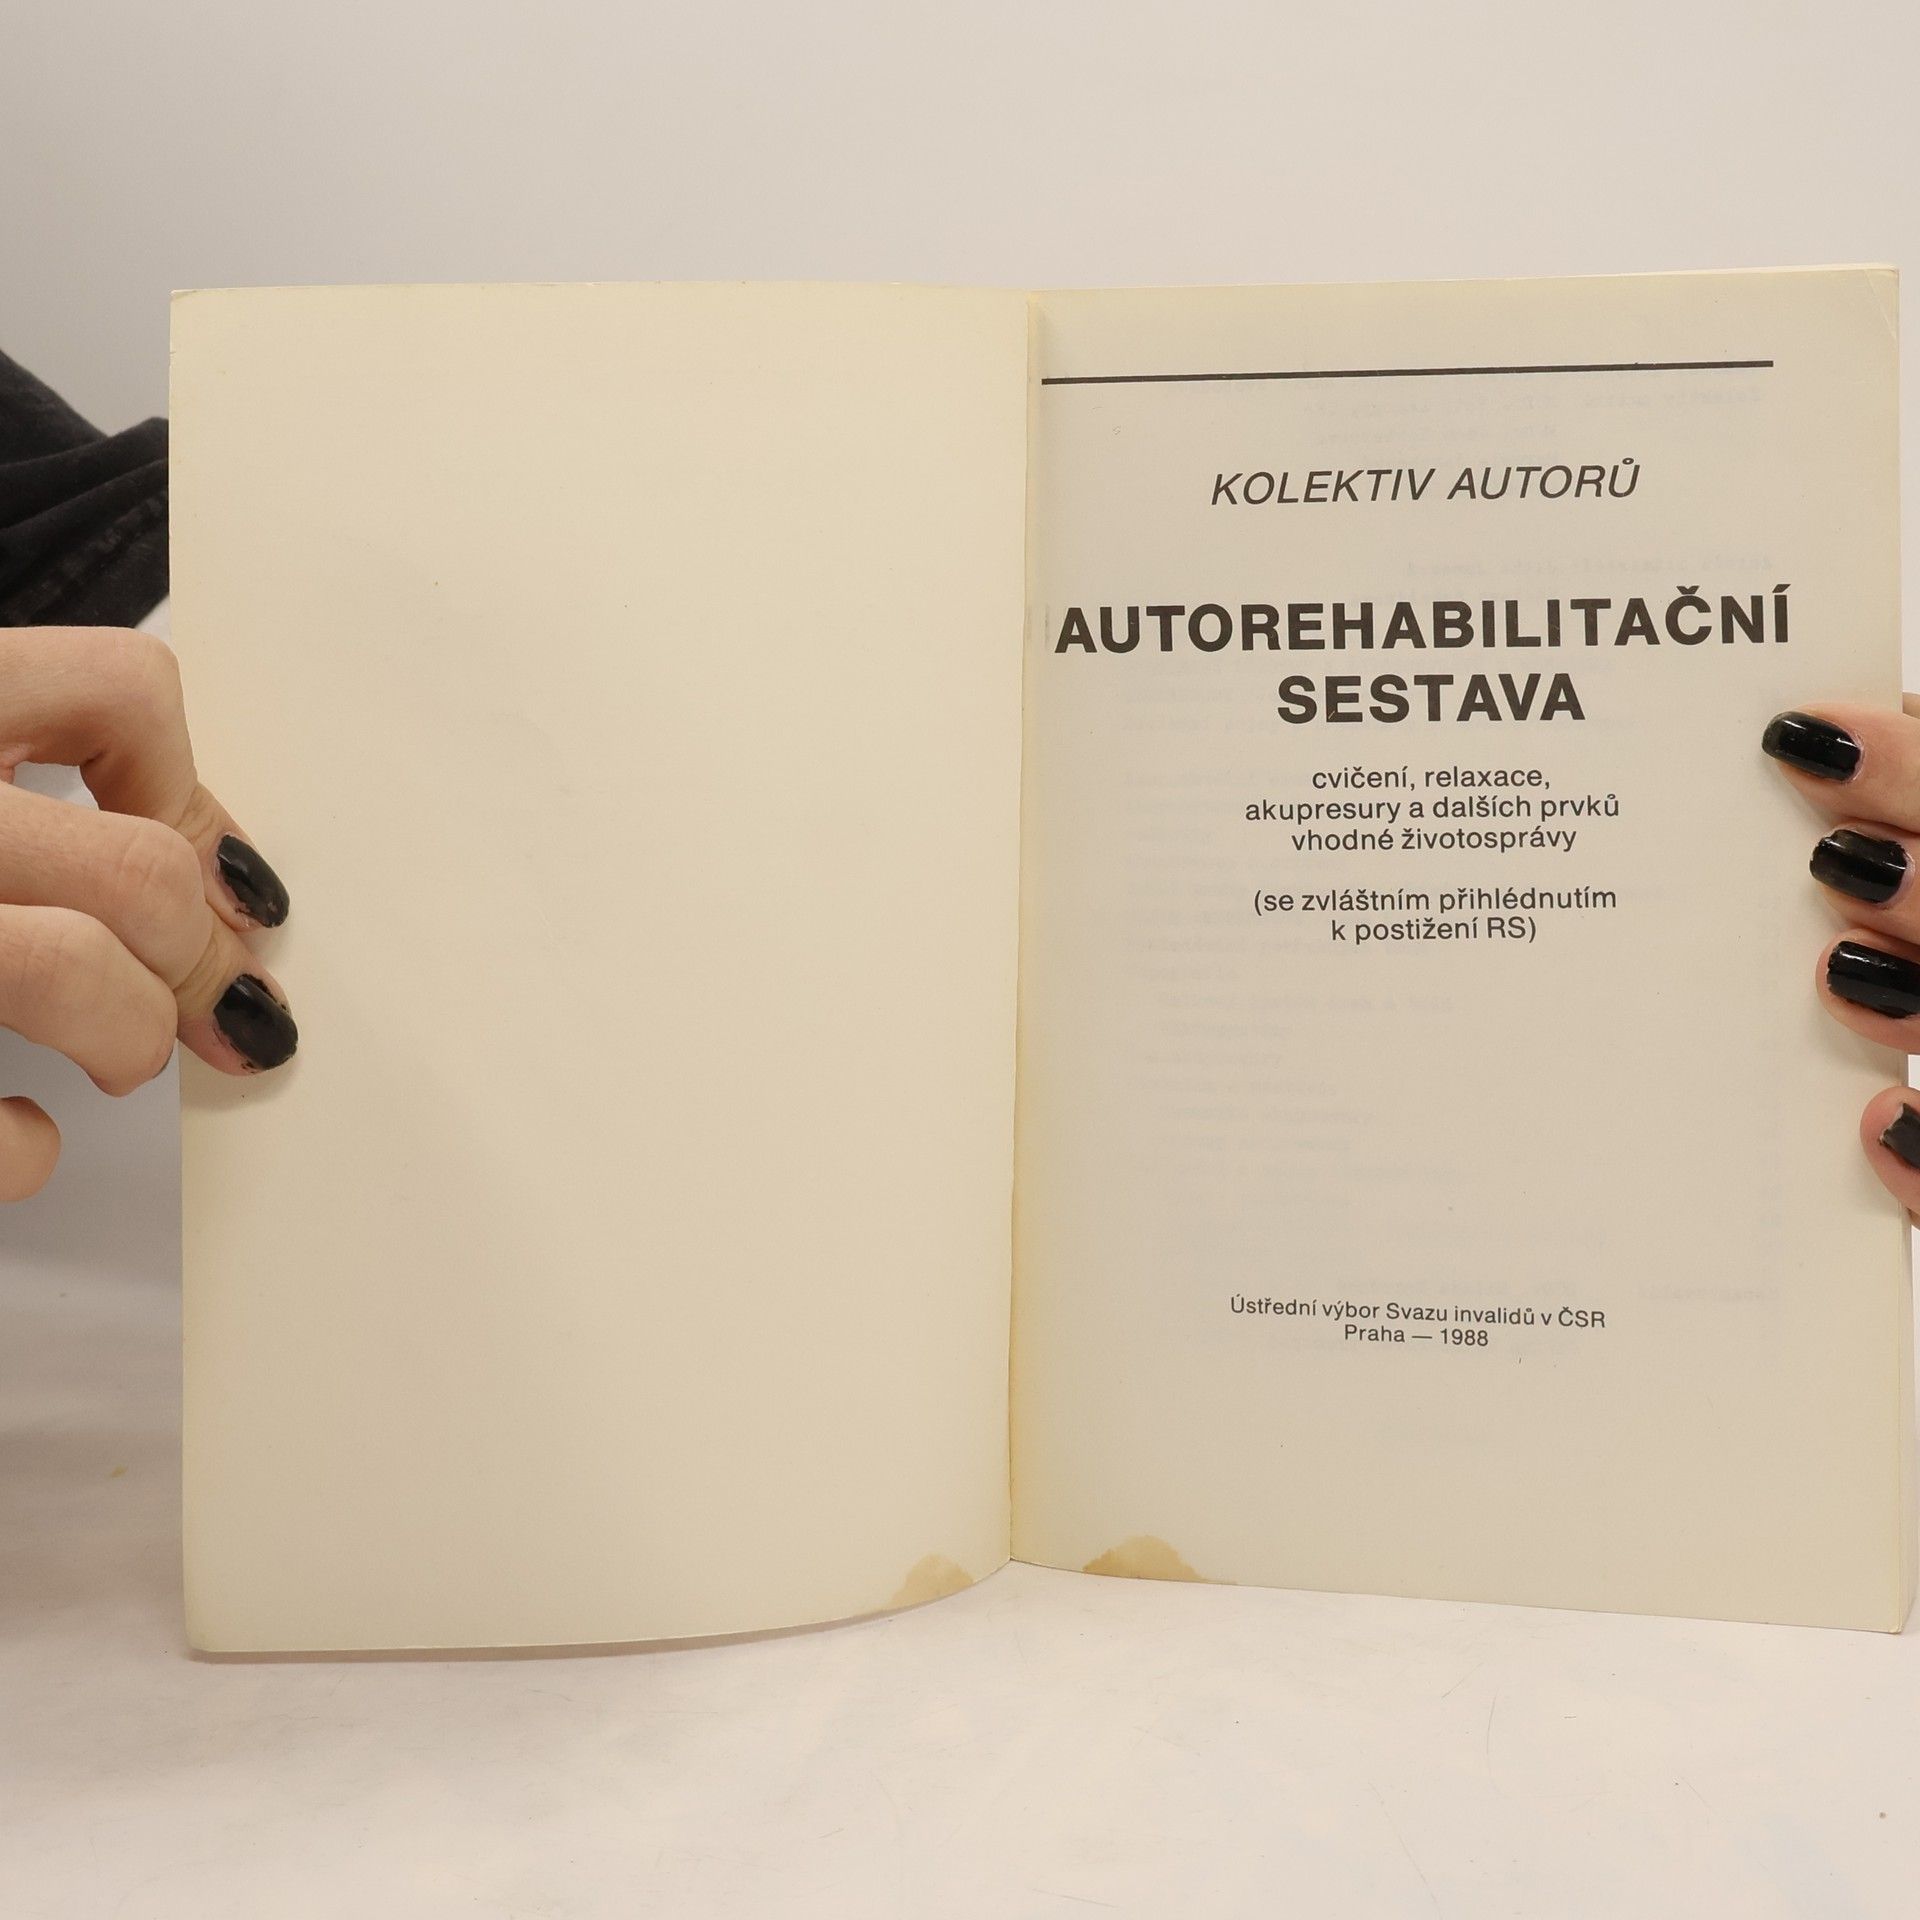 KOLEKTIV AUTORŮ
AUTOREHABILITAČNÍ
SESTAVA
cvičení, relaxace,
akupresury a dalších prvků
vhodné životosprávy
(se zvláštním přihlédnutím
k postižení RS)
Ústřední výbor Svazu invalidů v ČSR
Praha — 1988